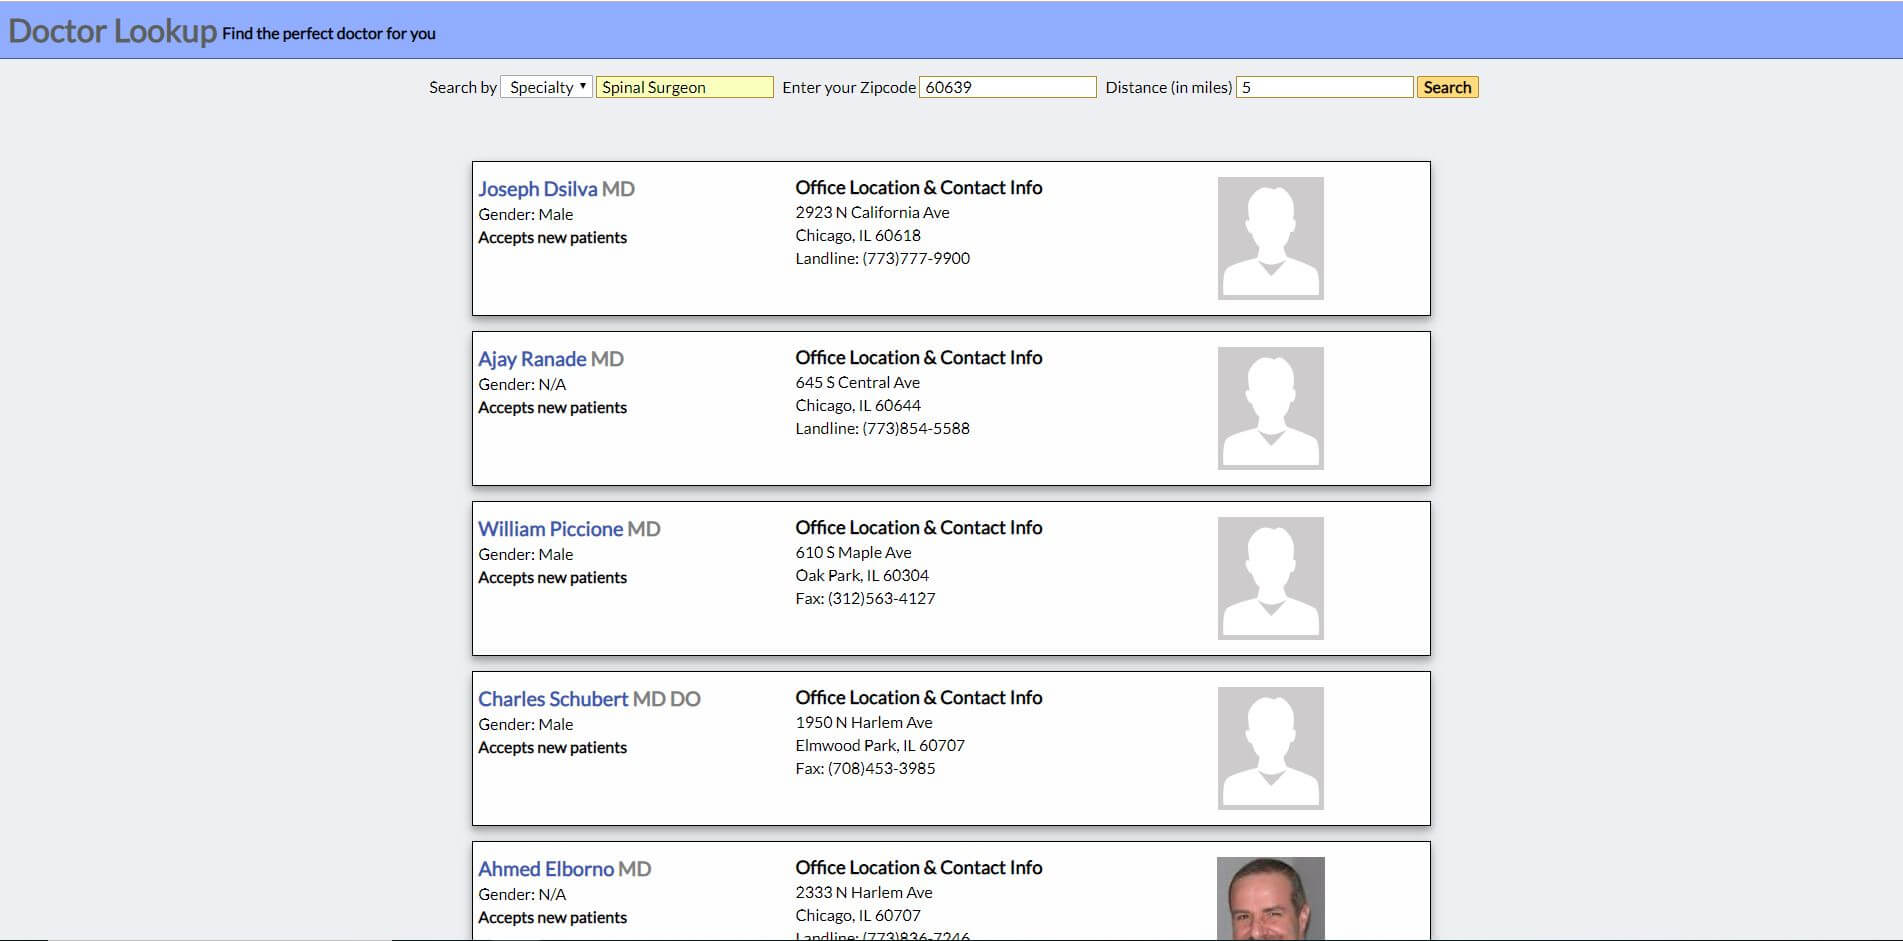 Doctor Lookup Find the perfect doctor for you
Search by Specialty Spinal Surgeon Enter your Zipcode 60639 Distance (in miles) 5 Search
Joseph Dsilva MD
Gender: Male
Accepts new patients
Office Location & Contact Info
2923 N California Ave
Chicago, IL 60618
Landline: (773)777-9900
Ajay Ranade MD
Gender: N/A
Accepts new patients
Office Location & Contact Info
645 S Central Ave
Chicago, IL 60644
Landline: (773)854-5588
William Piccione MD
Gender: Male
Accepts new patients
Office Location & Contact Info
610 S Maple Ave
Oak Park, IL 60304
Fax: (312)563-4127
Charles Schubert MD DO
Gender: Male
Accepts new patients
Office Location & Contact Info
1950 N Harlem Ave
Elmwood Park, IL 60707
Fax: (708)453-3985
Ahmed Elborno MD
Gender: N/A
Accepts new patients
Office Location & Contact Info
2333 N Harlem Ave
Chicago, IL 60707
Landline: (773)836-7246